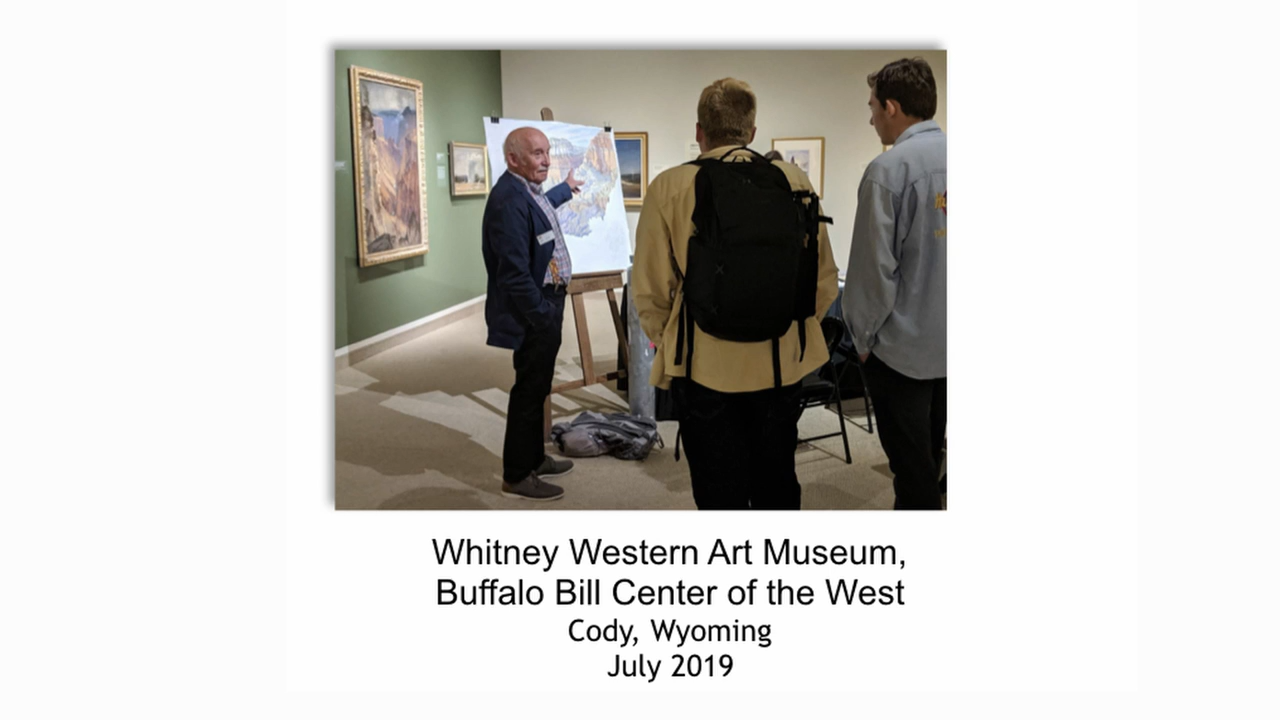 Whitney Western Art Museum,
Buffalo Bill Center of the West
Cody, Wyoming
July 2019